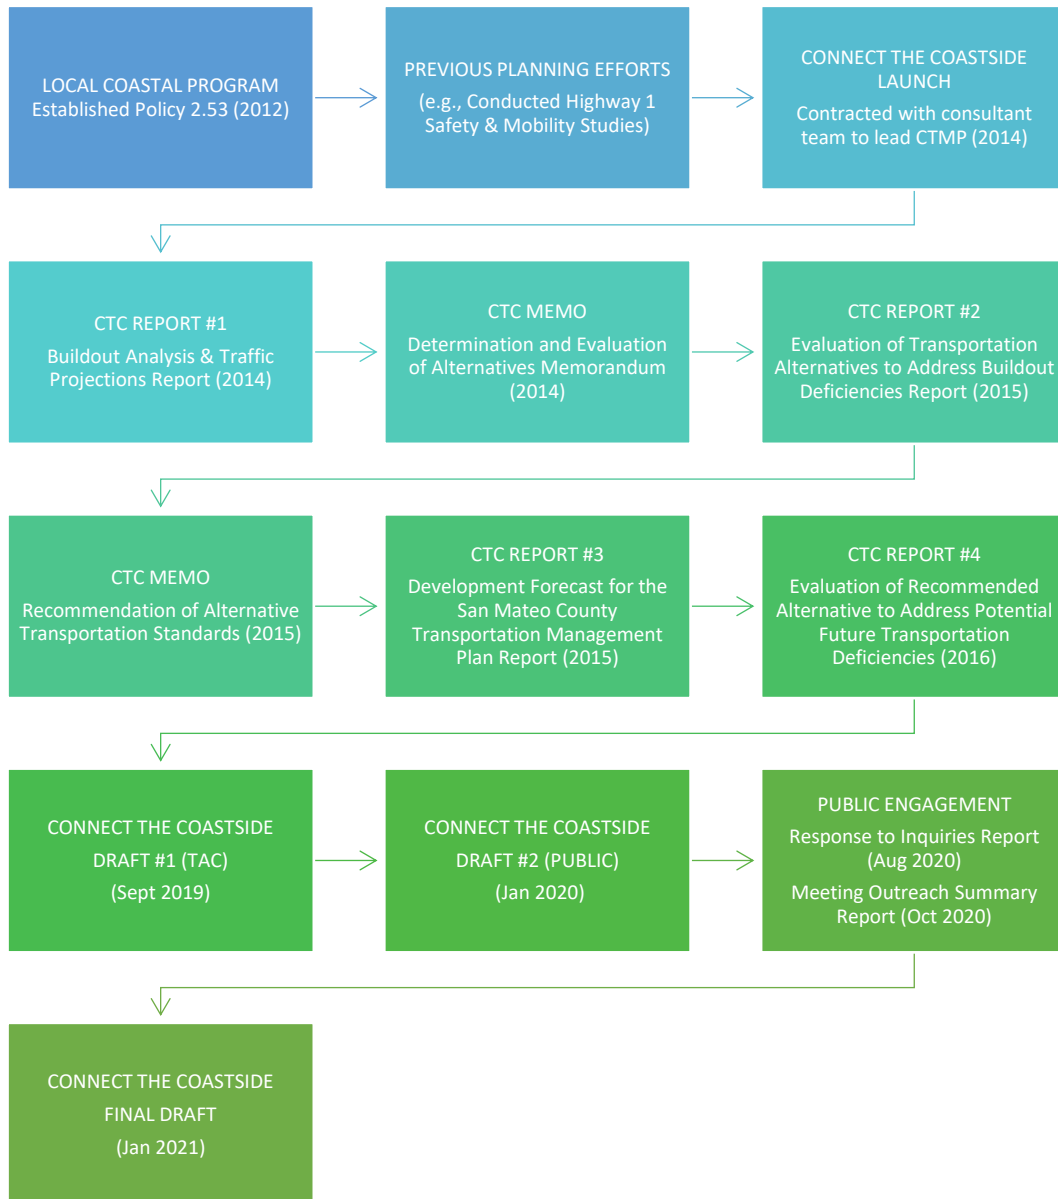 LOCAL COASTAL PROGRAM
Established Policy 2.53 (2012)
PREVIOUS PLANNING EFFORTS
(e.g., Conducted Highway 1
Safety & Mobility Studies)
CONNECT THE COASTSIDE
LAUNCH
Contracted with consultant
team to lead CTMP (2014)
CTC REPORT #1
Buildout Analysis & Traffic
Projections Report (2014)
CTC MEMO
Determination and Evaluation
of Alternatives Memorandum
(2014)
CTC REPORT #2
Evaluation of Transportation
Alternatives to Address Buildout
Deficiencies Report (2015)
CTC MEMO
Recommendation of Alternative
Transportation Standards (2015)
CTC REPORT #3
Development Forecast for the
San Mateo County
Transportation Management
Plan Report (2015)
CTC REPORT #4
Evaluation of Recommended
Alternative to Address Potential
Future Transportation
Deficiencies (2016)
CONNECT THE COASTSIDE
DRAFT #1 (TAC)
(Sept 2019)
CONNECT THE COASTSIDE
DRAFT #2 (PUBLIC)
(Jan 2020)
PUBLIC ENGAGEMENT
Response to Inquiries Report
(Aug 2020)
Meeting Outreach Summary
Report (Oct 2020)
CONNECT THE COASTSIDE
FINAL DRAFT
(Jan 2021)